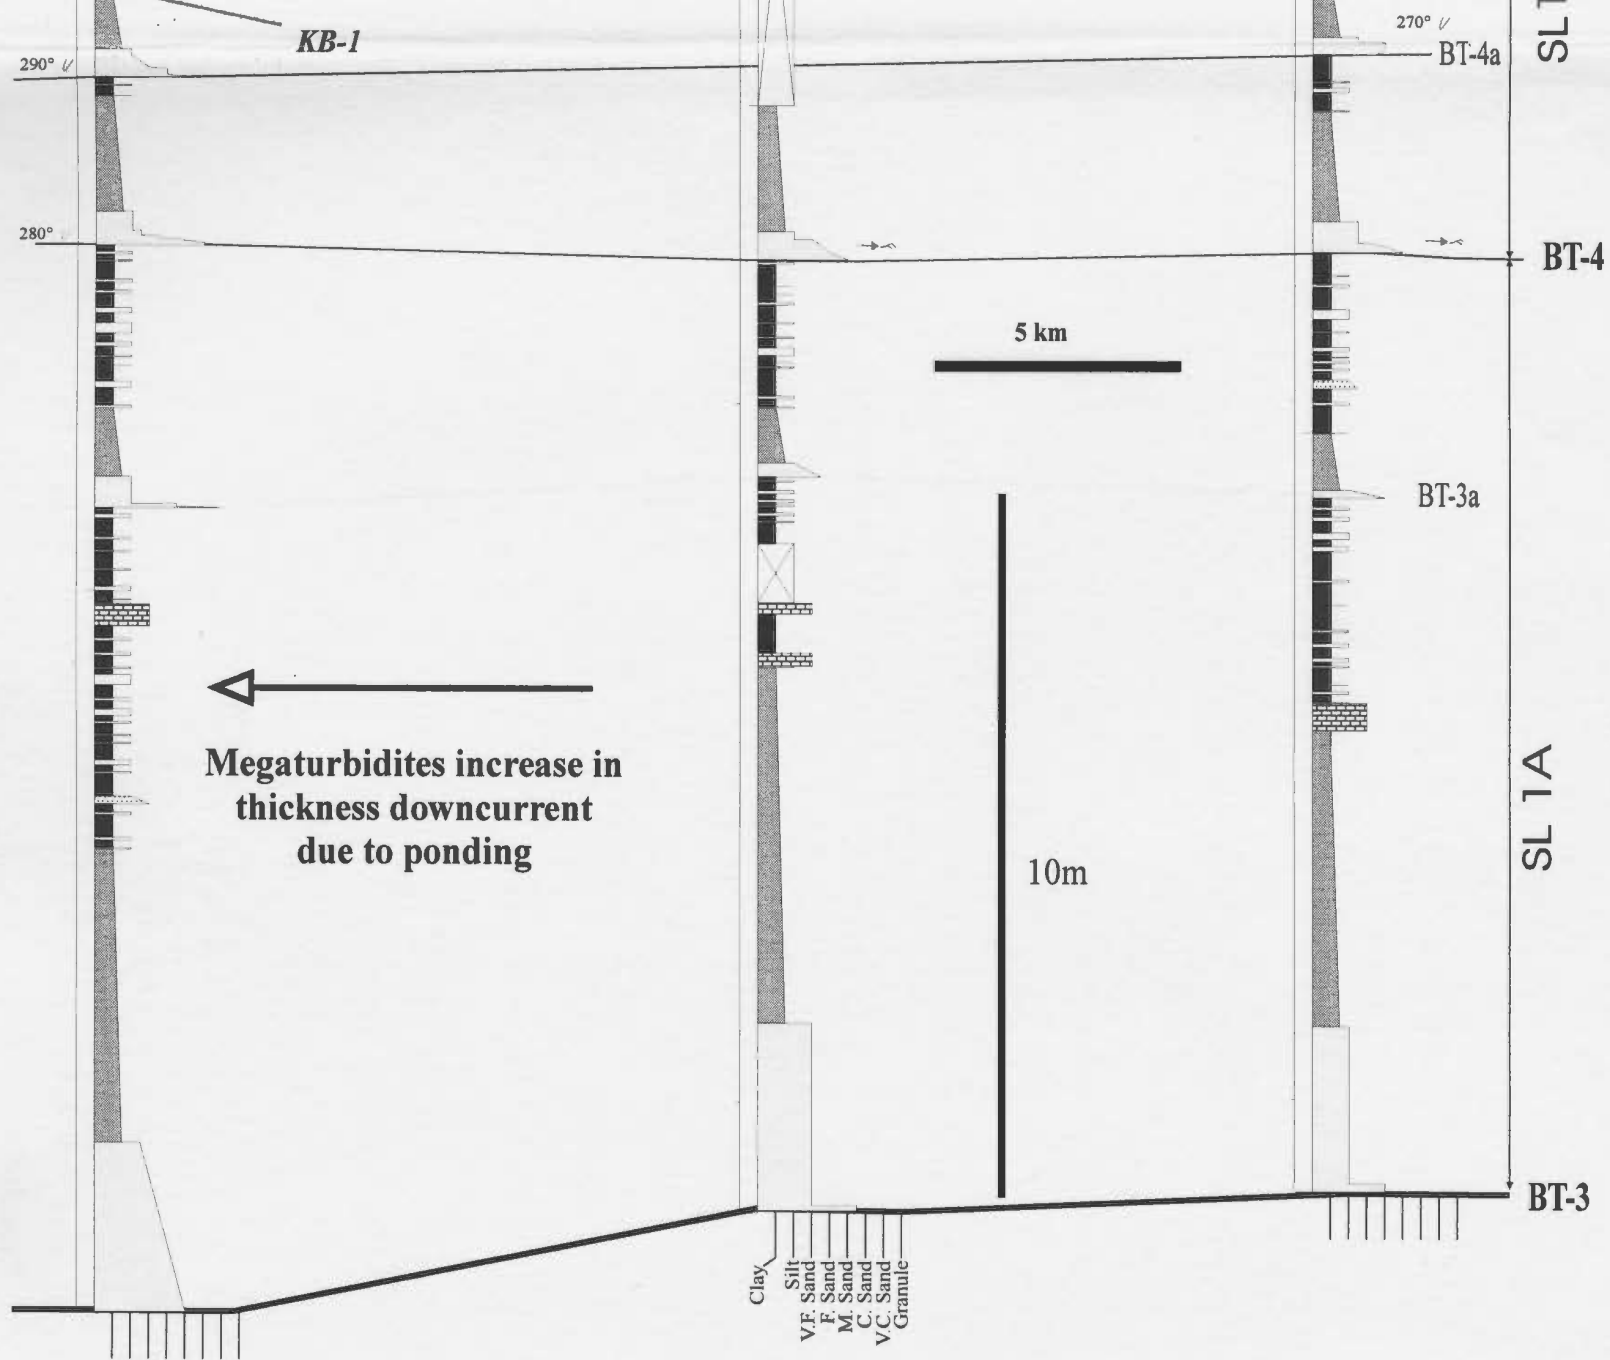 SL 1
270°
KB-1
290°
BT-4a
280°
BT-4
5 km
BT-3a
Megaturbidites increase in
thickness downcurrent
due to ponding
SL 1A
10m
BT-3
Clay
Silt
V.F. Sand
F. Sand
M. Sand
C. Sand
V.C. Sand
Granule